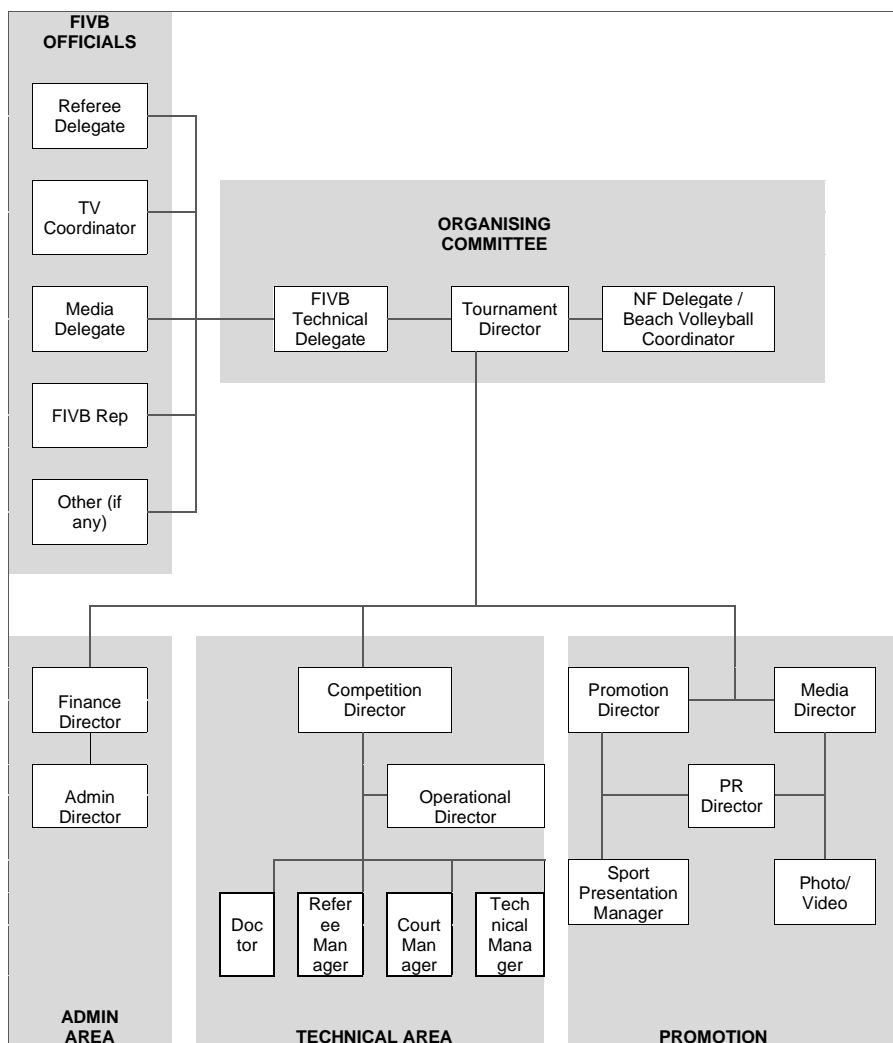 FIVB
OFFICIALS
Referee
Delegate
TV
Coordinator
Media
Delegate
FIVB Rep
Other (if
any)
ORGANISING
COMMITTEE
FIVB
Technical
Delegate
Tournament
Director
NF Delegate /
Beach Volleyball
Coordinator
Finance
Director
Admin
Director
ADMIN
AREA
Competition
Director
Operational
Director
Doc
tor
Refer
ee
Man
ager
Court
Man
ager
Tech
nical
Mana
ger
TECHNICAL AREA
Promotion
Director
Media
Director
PR
Director
Sport
Presentation
Manager
Photo/
Video
PROMOTION